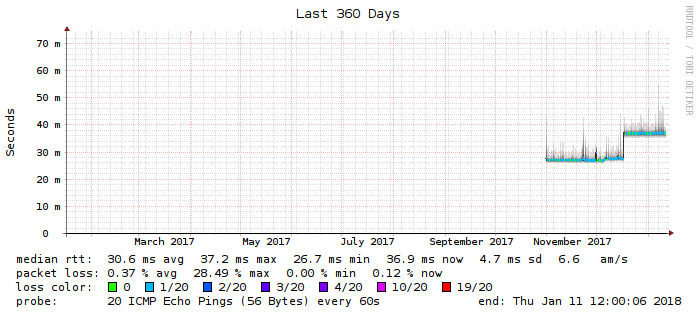 Last 360 Days
RRDTOOL / TOBI OETIKER
Seconds
70 m
60 m
50 m
40 m
30 m
20 m
10 m
0
March 2017 May 2017 July 2017 September 2017 November 2017
median rtt: 30.6 ms avg 37.2 ms max 26.7 ms min 36.9 ms now 4.7 ms sd 6.6 am/s
packet loss: 0.37 % avg 28.49 % max 0.00 % min 0.12 % now
loss color: 0 1/20 2/20 3/20 4/20 10/20 19/20
probe: 20 ICMP Echo Pings (56 Bytes) every 60s end: Thu Jan 11 12:00:06 2018